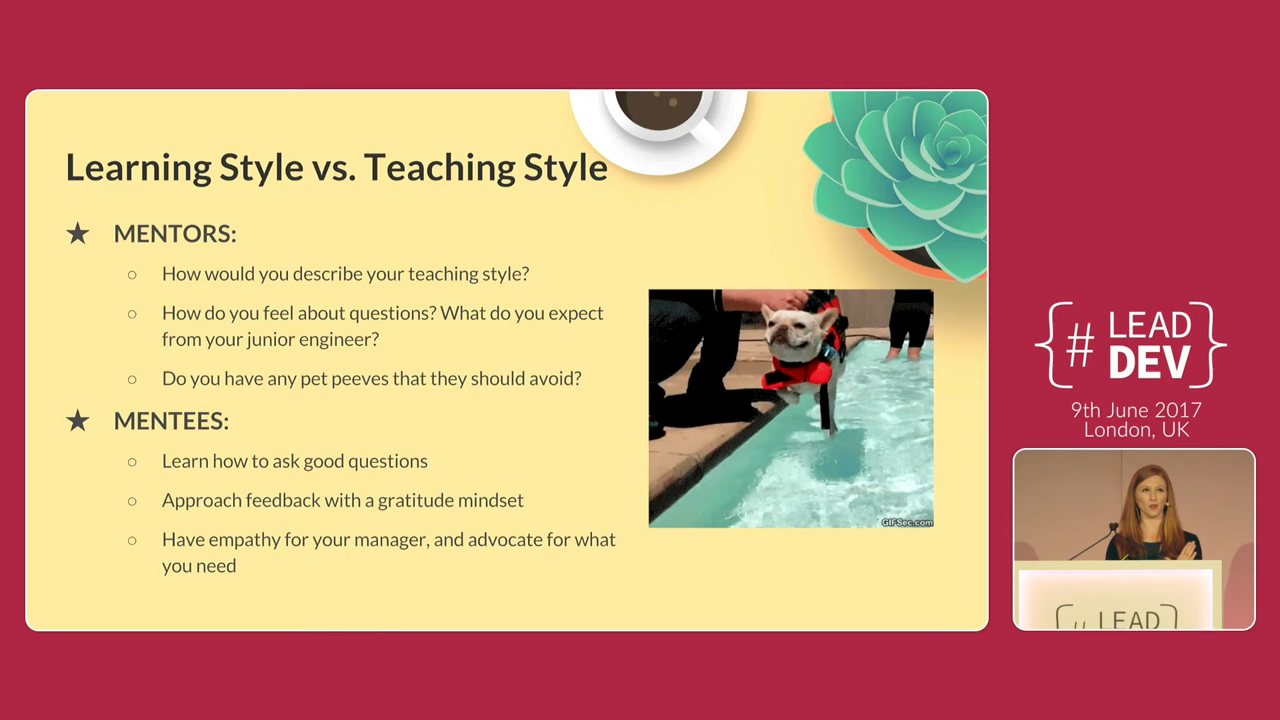 Learning Style vs. Teaching Style
★ MENTORS:
○ How would you describe your teaching style?
○ How do you feel about questions? What do you expect
from your junior engineer?
○ Do you have any pet peeves that they should avoid?
★ MENTEES:
○ Learn how to ask good questions
○ Approach feedback with a gratitude mindset
○ Have empathy for your manager, and advocate for what
you need
GIFSec.com
{# LEAD
DEV}
9th June 2017
London, UK
# LEAD